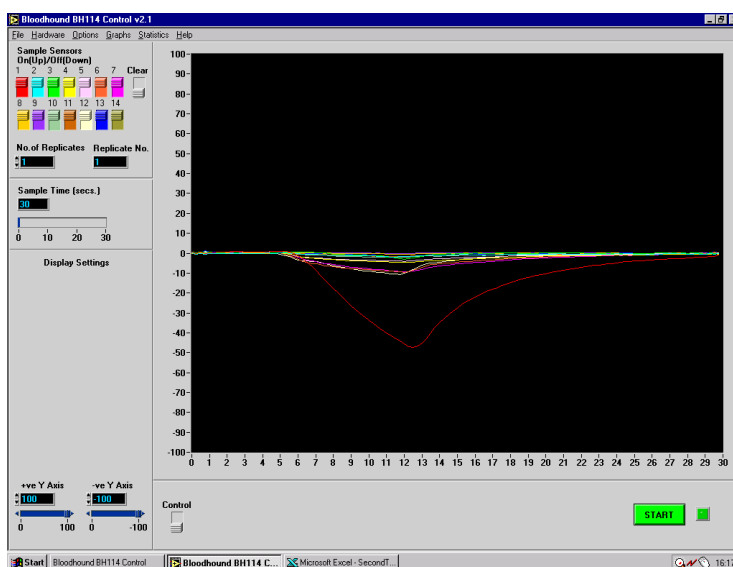 Bloodhound BH114 Control v2.1
File Hardware Options Graphs Statistics Help
Sample Sensors
On(Up)/Off(Down)
1 2 3 4 5 6 7 Clear
8 9 10 11 12 13 14
No.of Replicates Replicate No.
1 1
Sample Time (secs.)
30
0 10 20 30
Display Settings
+ve Y Axis -ve Y Axis
100 -100
0 100 0 -100
100-
90-
80-
70-
60-
50-
40-
30-
20-
10-
0-
-10-
-20-
-30-
-40-
-50-
-60-
-70-
-80-
-90-
-100-
0 1 2 3 4 5 6 7 8 9 10 11 12 13 14 15 16 17 18 19 20 21 22 23 24 25 26 27 28 29 30
Control
START
Start Bloodhound BH114 Control Bloodhound BH114 C... Microsoft Excel - SecondT... 16:17